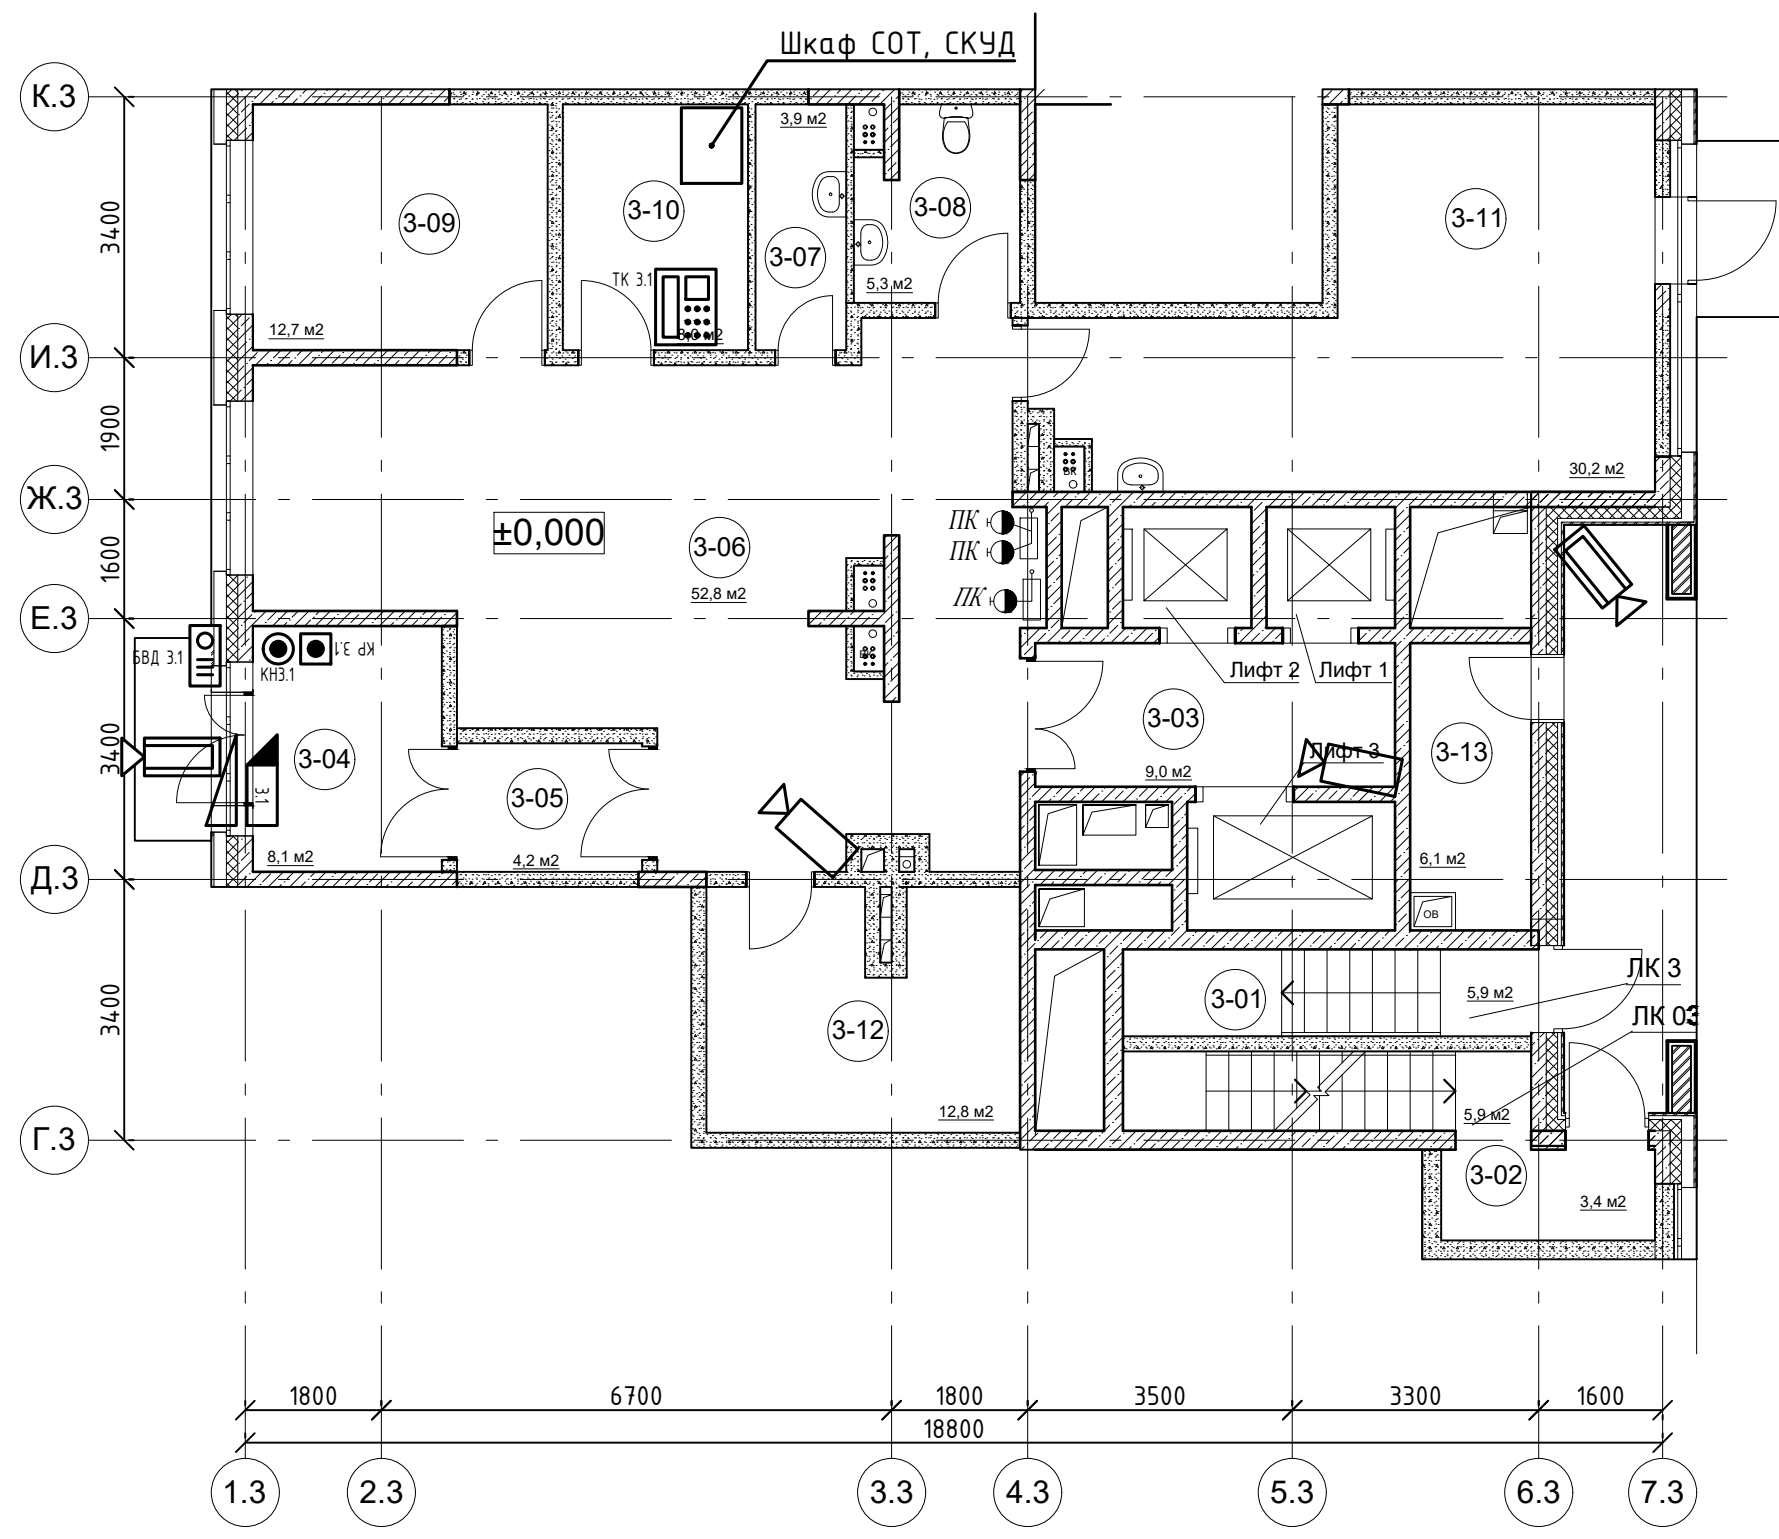 Шкаф СОТ, СКУД
К.3
3,9 м2
3400
3-09
3-10
3-08
3-11
3-07
ТК 3.1
5,3 м2
12,7 м2
И.3
1900
30,2 м2
ВК
Ж.3
±0,000
ПК
ПК
3-06
1600
52,8 м2
ПК
Е.3
БВД 3.1
КН3.1
КР 3.1
Лифт 2
Лифт 1
3-03
3400
3-04
Лифт 3
3-13
9,0 м2
3.1
3-05
8,1 м2
4,2 м2
6,1 м2
Д.3
ОВ
ЛК 3
3-01
5,9 м2
3400
ЛК 03
3-12
12,8 м2
5,9 м2
Г.3
3-02
3,4 м2
1800
6700
1800
3500
3300
1600
18800
1.3
2.3
3.3
4.3
5.3
6.3
7.3